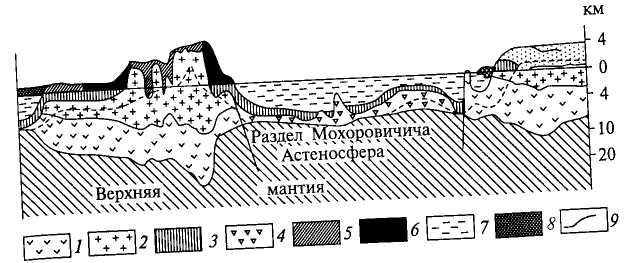 км
4
0
4
10
20
Раздел Мохоровичича
Астеносфера
Верхняя мантия
1 2 3 4 5 6 7 8 9